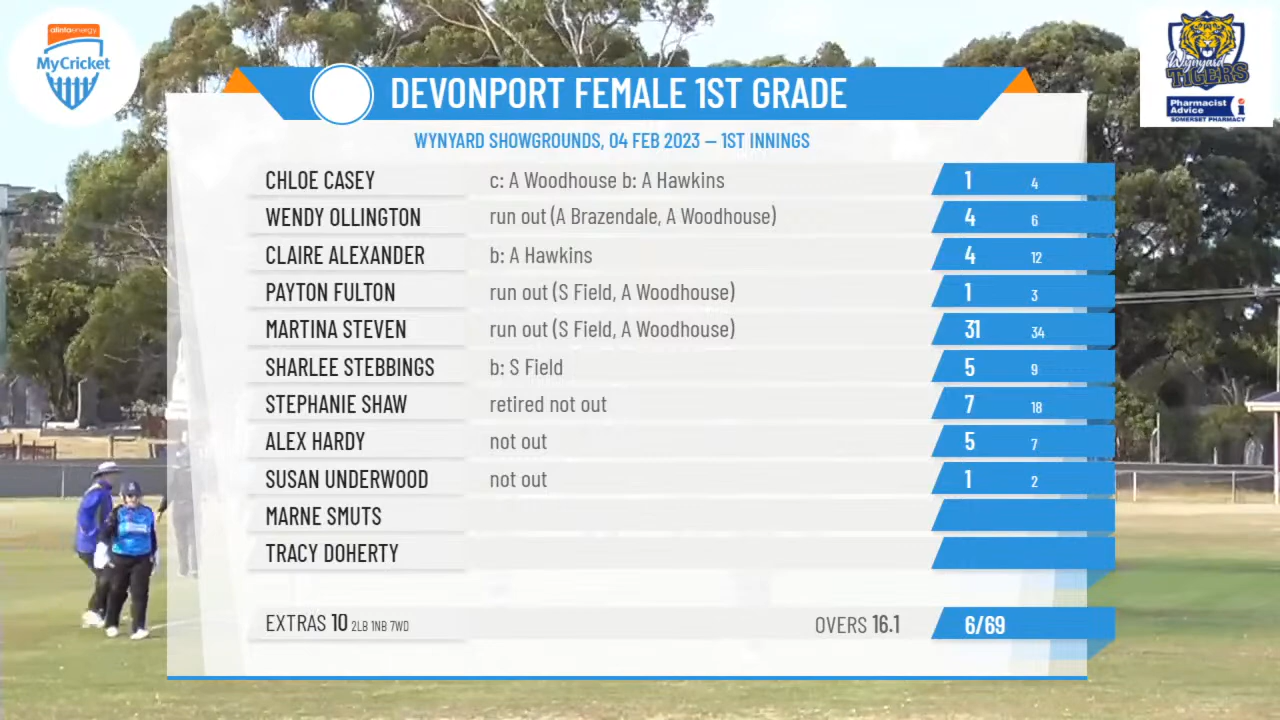 alintaenergy
MyCricket
Wynyard
TIGERS
Pharmacist
Advice
SOMERSET PHARMACY
DEVONPORT FEMALE 1ST GRADE
WYNYARD SHOWGROUNDS, 04 FEB 2023 – 1ST INNINGS
CHLOE CASEY c: A Woodhouse b: A Hawkins 1 4
WENDY OLLINGTON run out (A Brazendale, A Woodhouse) 4 6
CLAIRE ALEXANDER b: A Hawkins 4 12
PAYTON FULTON run out (S Field, A Woodhouse) 1 3
MARTINA STEVEN run out (S Field, A Woodhouse) 31 34
SHARLEE STEBBINGS b: S Field 5 9
STEPHANIE SHAW retired not out 7 18
ALEX HARDY not out 5 7
SUSAN UNDERWOOD not out 1 2
MARNE SMUTS
TRACY DOHERTY
EXTRAS 10 2LB 1NB 7WD OVERS 16.1 6/69